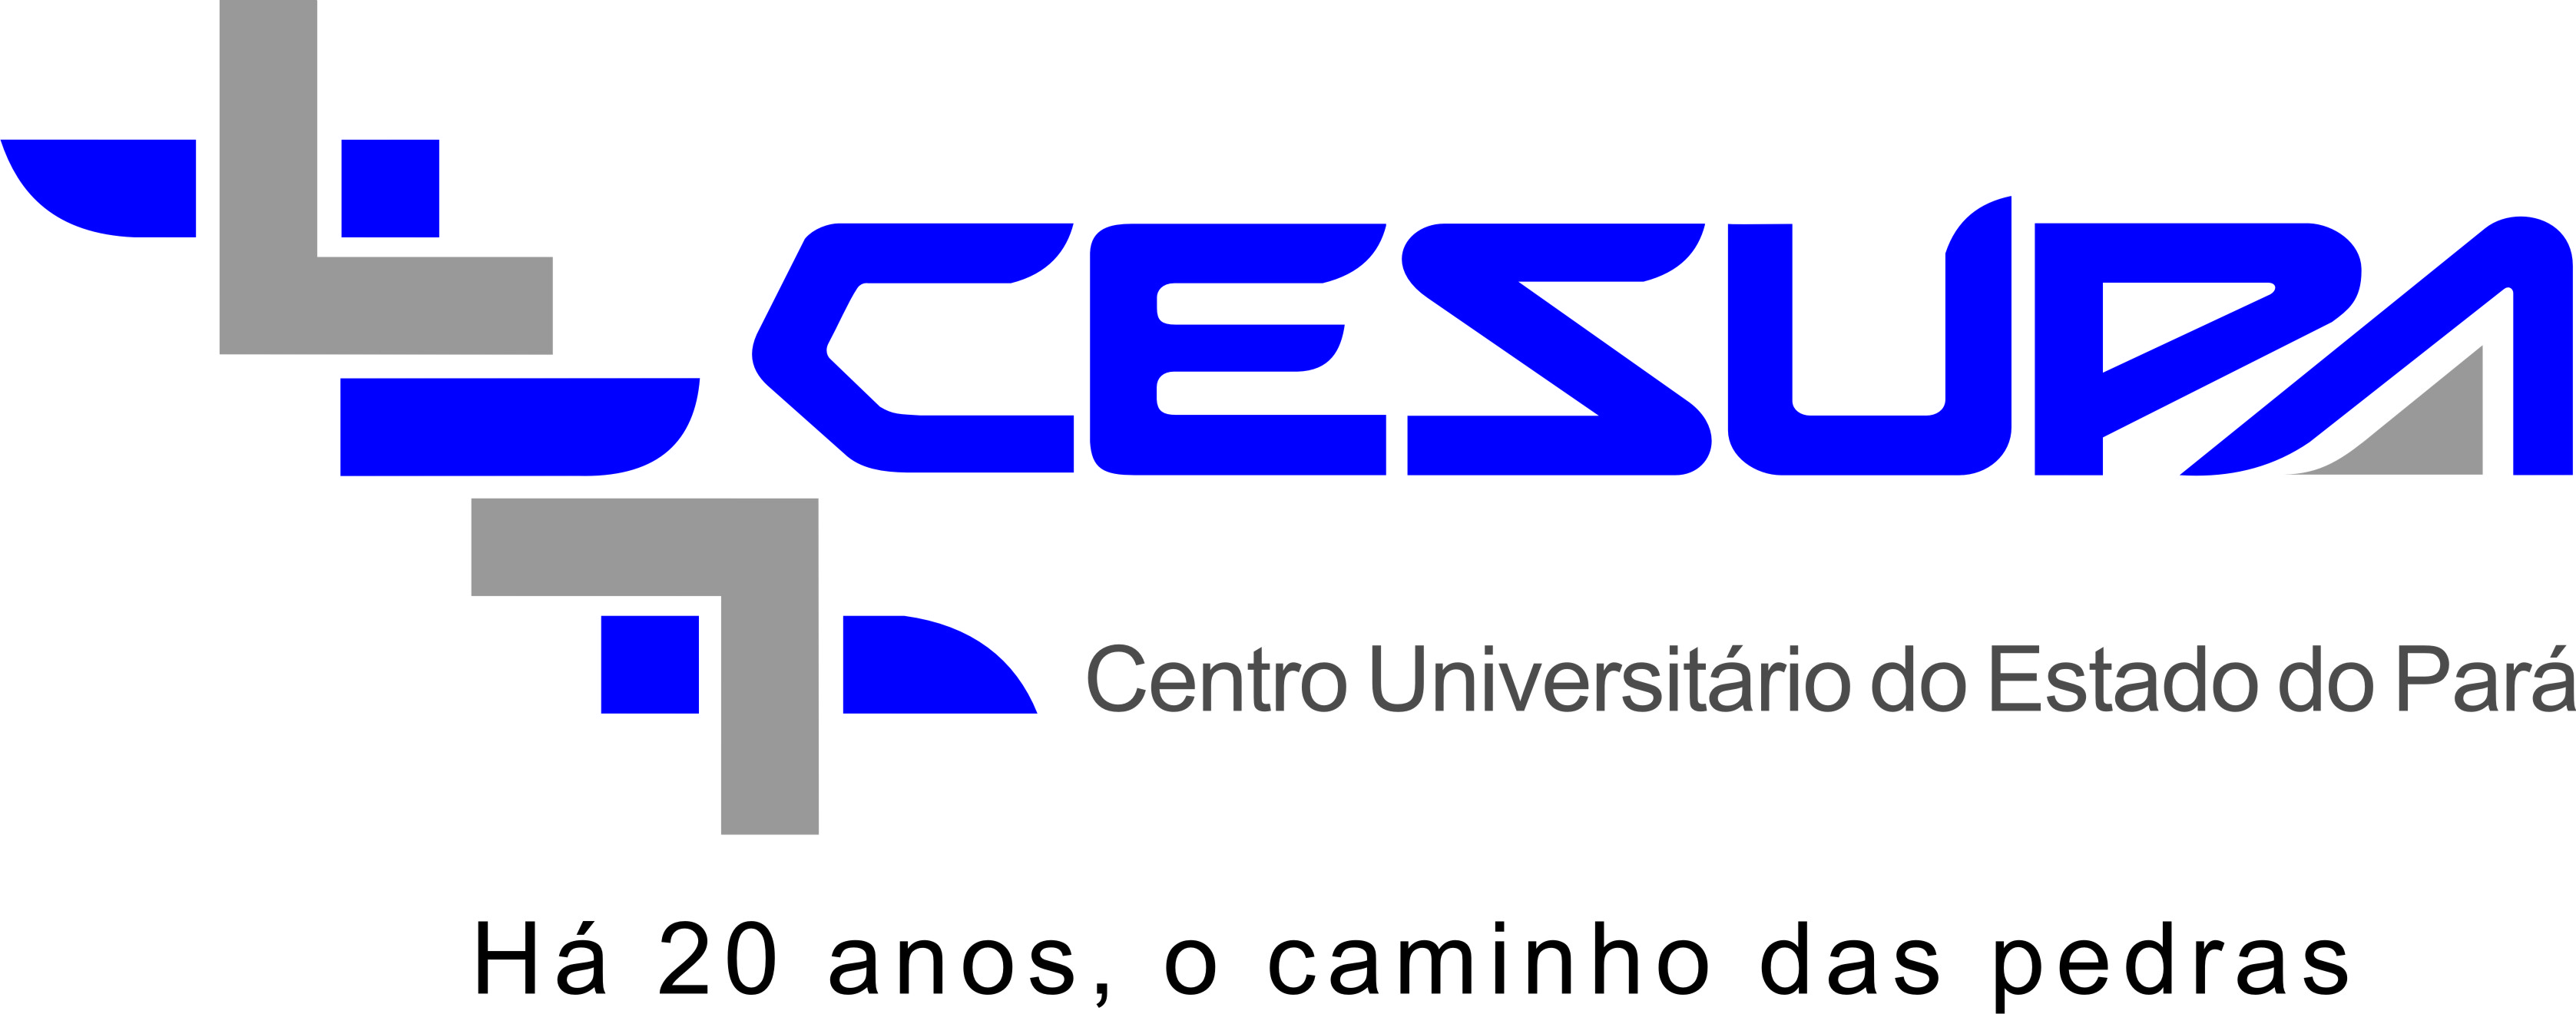 CESUPA
Centro Universitário do Estado do Pará
Há 20 anos, o caminho das pedras